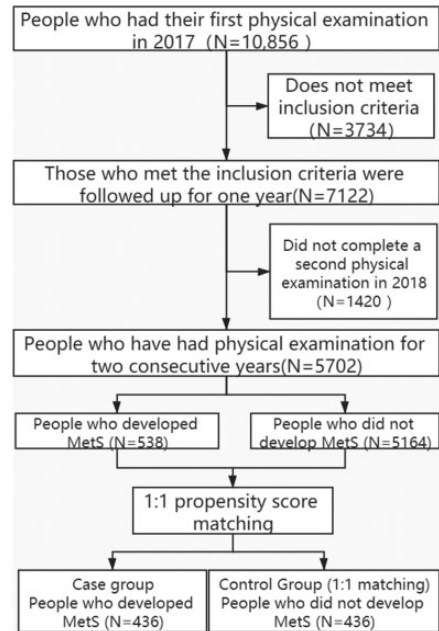 People who had their first physical examination
in 2017 (N=10,856 )
Does not meet
inclusion criteria
(N=3734)
Those who met the inclusion criteria were
followed up for one year(N=7122)
Did not complete a
second physical
examination in 2018
(N=1420 )
People who have had physical examination for
two consecutive years(N=5702)
People who developed
MetS (N=538)
People who did not
develop MetS (N=5164)
1:1 propensity score
matching
Case group
People who developed
MetS (N=436)
Control Group (1:1 matching)
People who did not develop
MetS (N=436)